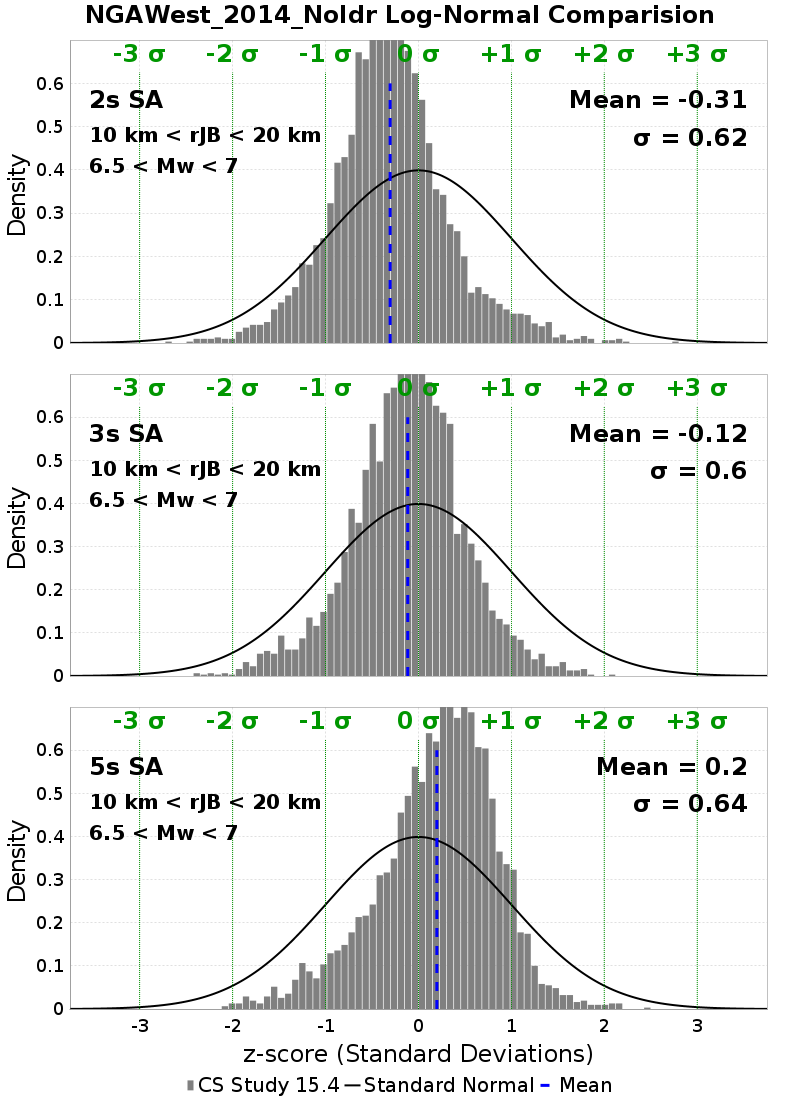 NGAWest_2014_NoIdr Log-Normal Comparision
-3 σ -2 σ -1 σ 0 σ +1 σ +2 σ +3 σ
2s SA Mean = -0.31
10 km < rJB < 20 km σ = 0.62
6.5 < Mw < 7
Density
0.6
0.5
0.4
0.3
0.2
0.1
0
-3 σ -2 σ -1 σ 0 σ +1 σ +2 σ +3 σ
3s SA Mean = -0.12
10 km < rJB < 20 km σ = 0.6
6.5 < Mw < 7
Density
0.6
0.5
0.4
0.3
0.2
0.1
0
-3 σ -2 σ -1 σ 0 σ +1 σ +2 σ +3 σ
5s SA Mean = 0.2
10 km < rJB < 20 km σ = 0.64
6.5 < Mw < 7
Density
0.6
0.5
0.4
0.3
0.2
0.1
0
-3 -2 -1 0 1 2 3
z-score (Standard Deviations)
CS Study 15.4 Standard Normal Mean